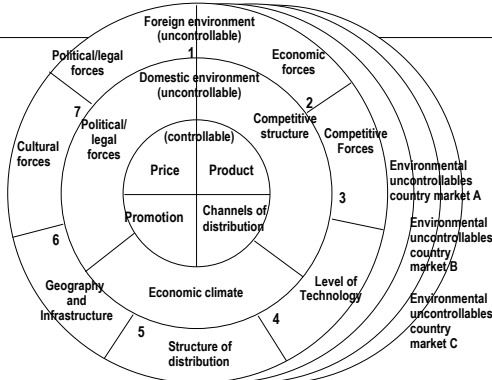 Foreign environment
(uncontrollable)
1
Political/legal
forces
Economic
forces
Domestic environment
(uncontrollable)
2
7
Political/
legal
forces
Competitive
structure
Competitive
Forces
Cultural
forces
(controllable)
Price
Product
Promotion
Channels of
distribution
3
Environmental
uncontrollables
country market A
Environmental
uncontrollables
country
market B
Environmental
uncontrollables
country
market C
6
Geography
and
Infrastructure
Economic climate
Level of
Technology
5
4
Structure of
distribution